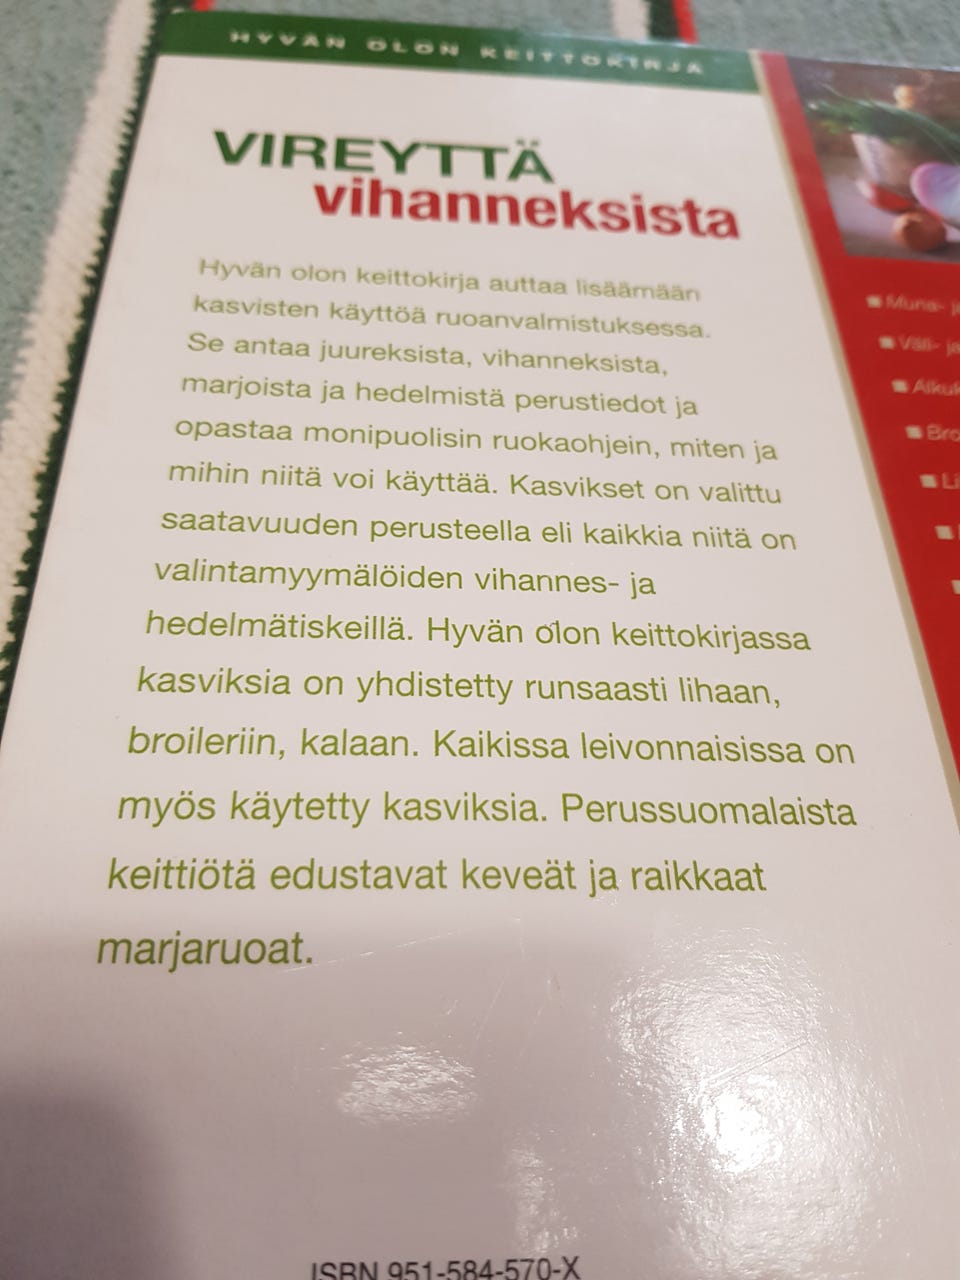 HYVÄN OLON KEITTOKIRJA
VIREYTTÄ
vihanneksista
Hyvän olon keittokirja auttaa lisäämään
kasvisten käyttöä ruoanvalmistuksessa.
Se antaa juureksista, vihanneksista,
marjoista ja hedelmistä perustiedot ja
opastaa monipuolisin ruokaohjein, miten ja
mihin niitä voi käyttää. Kasvikset on valittu
saatavuuden perusteella eli kaikkia niitä on
valintamyymälöiden vihannes- ja
hedelmätiskeillä. Hyvän olon keittokirjassa
kasviksia on yhdistetty runsaasti lihaan,
broileriin, kalaan. Kaikissa leivonnaisissa on
myös käytetty kasviksia. Perussuomalaista
keittiötä edustavat keveät ja raikkaat
marjaruoat.
ISBN 951-584-570-X
Muna-
Väli- ja